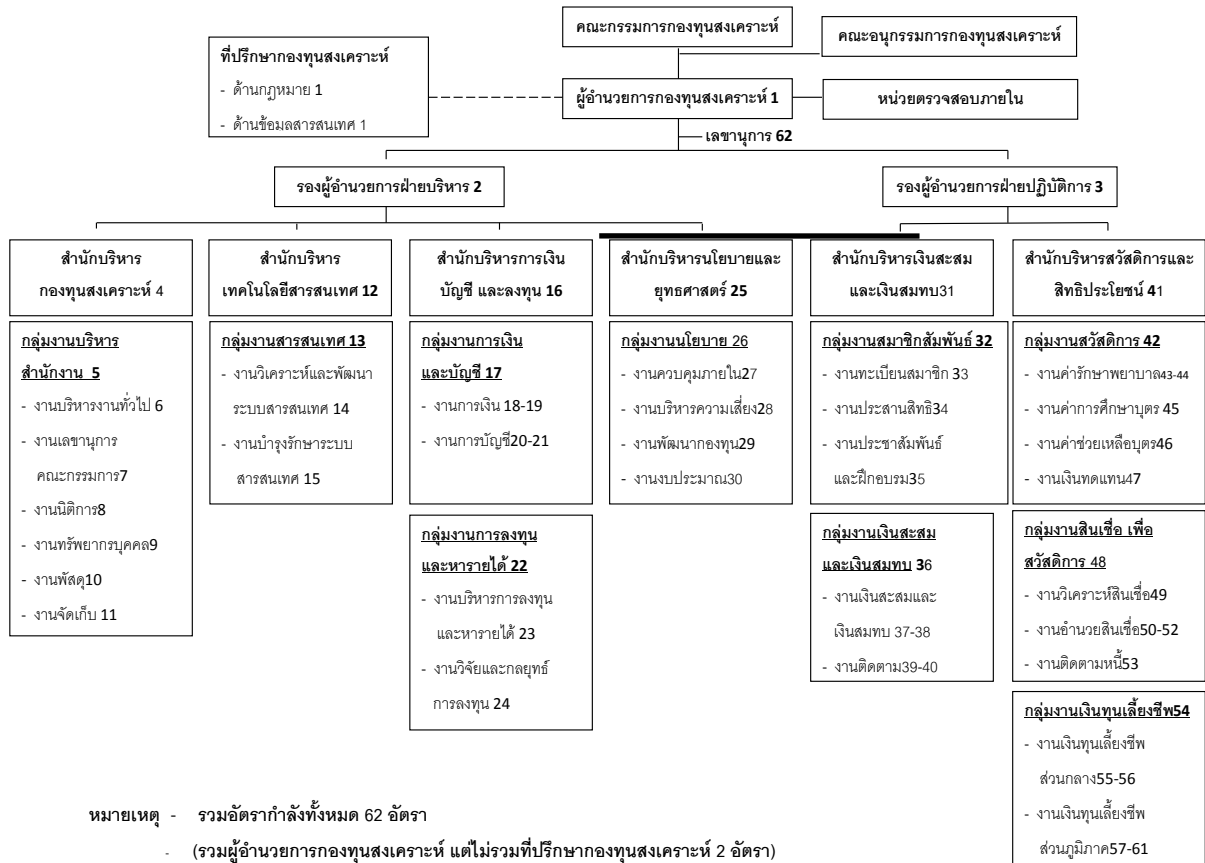 คณะกรรมการกองทุนสงเคราะห์
คณะอนุกรรมการกองทุนสงเคราะห์
ที่ปรึกษากองทุนสงเคราะห์
- ด้านกฎหมาย 1
- ด้านข้อมลสารสนเทศ 1
ผู้อำนวยการกองทุนสงเคราะห์ 1
หน่วยตรวจสอบภายใน
เลขานุการ 62
รองผู้อำนวยการฝ่ายบริหาร 2
รองผู้อำนวยการฝ่ายปฏิบัติการ 3
สำนักบริหาร
กองทุนสงเคราะห์ 4
กลุ่มงานบริหาร
สำนักงาน 5
- งานบริหารงานทั่วไป 6
- งานเลขานุการ
คณะกรรมการ7
- งานนิติการ8
- งานทรัพยากรบุคคล9
- งานพัสดุ10
- งานจัดเก็บ 11
สำนักบริหาร
เทคโนโลยีสารสนเทศ 12
กลุ่มงานสารสนเทศ 13
- งานวิเคราะห์และพัฒนา
ระบบสารสนเทศ 14
- งานบำรุงรักษาระบบ
สารสนเทศ 15
สำนักบริหารการเงิน
บัญชี และลงทุน 16
กลุ่มงานการเงิน
และบัญชี 17
- งานการเงิน 18-19
- งานการบัญชี20-21
กลุ่มงานการลงทุน
และหารายได้ 22
- งานบริหารการลงทุน
และหารายได้ 23
- งานวิจัยและกลยุทธ์
การลงทุน 24
สำนักบริหารนโยบายและ
ยุทธศาสตร์ 25
กลุ่มงานนโยบาย 26
- งานควบคุมภายใน27
- งานบริหารความเสี่ยง28
- งานพัฒนากองทุน29
- งานงบประมาณ30
สำนักบริหารเงินสะสม
และเงินสมทบ31
กลุ่มงานสมาชิกสัมพันธ์ 32
- งานทะเบียนสมาชิก 33
- งานประสานสิทธิ34
- งานประชาสัมพันธ์
และฝึกอบรม35
กลุ่มงานเงินสะสม
และเงินสมทบ 36
- งานเงินสะสมและ
เงินสมทบ 37-38
- งานติดตาม39-40
สำนักบริหารสวัสดิการและ
สิทธิประโยชน์ 41
กลุ่มงานสวัสดิการ 42
- งานค่ารักษาพยาบาล43-44
- งานค่าการศึกษาบุตร 45
- งานค่าช่วยเหลือบุตร46
- งานเงินทดแทน47
กลุ่มงานสินเชื่อ เพื่อ
สวัสดิการ 48
- งานวิเคราะห์สินเชื่อ49
- งานอำนวยสินเชื่อ50-52
- งานติดตามหนี้53
กลุ่มงานเงินทุนเลี้ยงชีพ54
- งานเงินทุนเลี้ยงชีพ
ส่วนกลาง55-56
- งานเงินทุนเลี้ยงชีพ
ส่วนภูมิภาค57-61
หมายเหตุ - รวมอัตรากำลังทั้งหมด 62 อัตรา
- (รวมผู้อำนวยการกองทุนสงเคราะห์ แต่ไม่รวมที่ปรึกษากองทุนสงเคราะห์ 2 อัตรา)